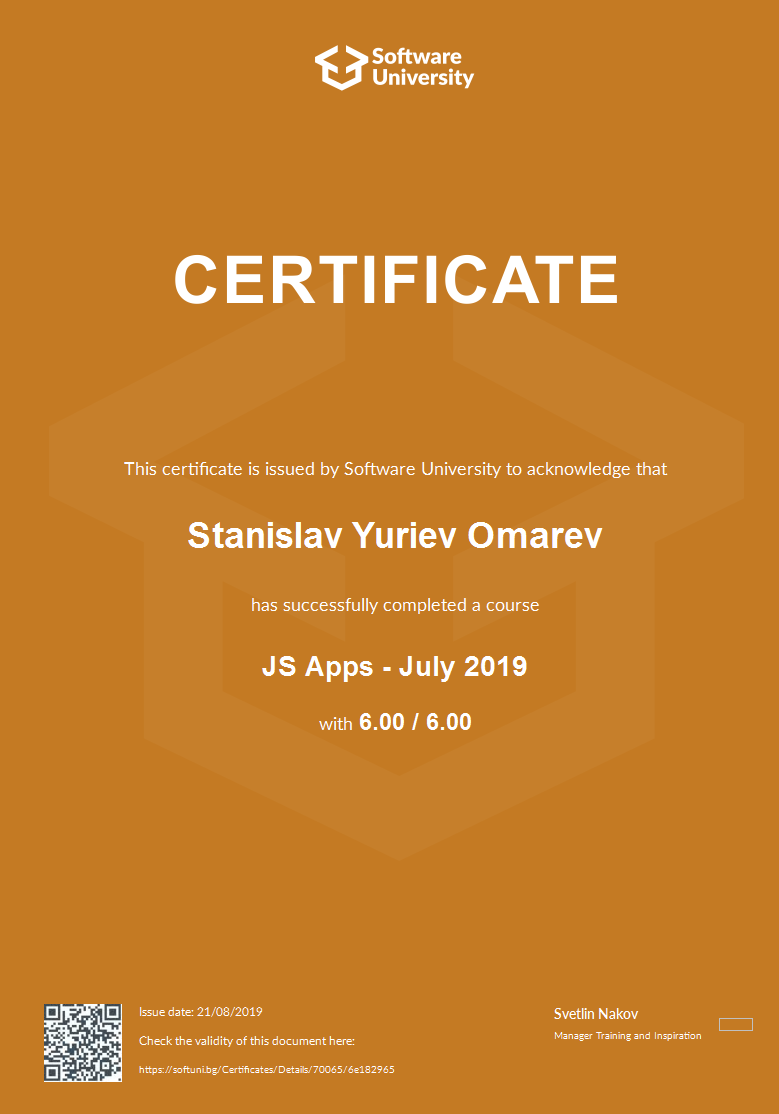 Software
University
CERTIFICATE
This certificate is issued by Software University to acknowledge that
Stanislav Yuriev Omarev
has successfully completed a course
JS Apps - July 2019
with 6.00 / 6.00
Issue date: 21/08/2019
Check the validity of this document here:
https://softuni.bg/Certificates/Details/70065/6e182965
Svetlin Nakov
Manager Training and Inspiration